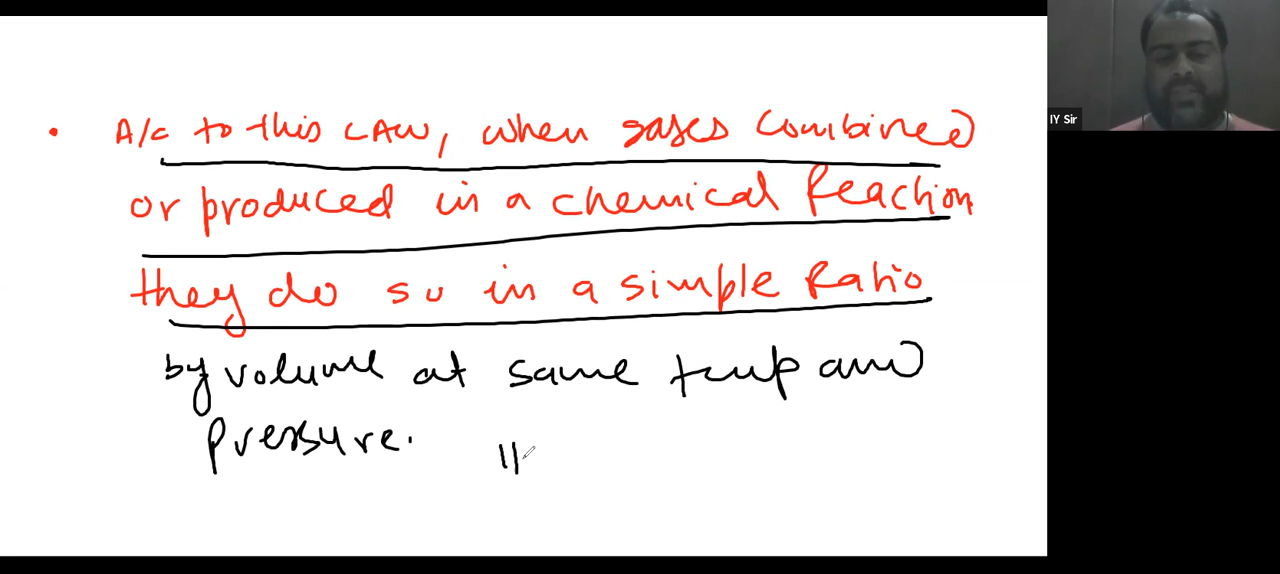 • A/c to this LAW, when gases combined
or produced in a chemical Reaction
they do so in a simple Ratio
by volume at same temp and
pressure.
IY Sir